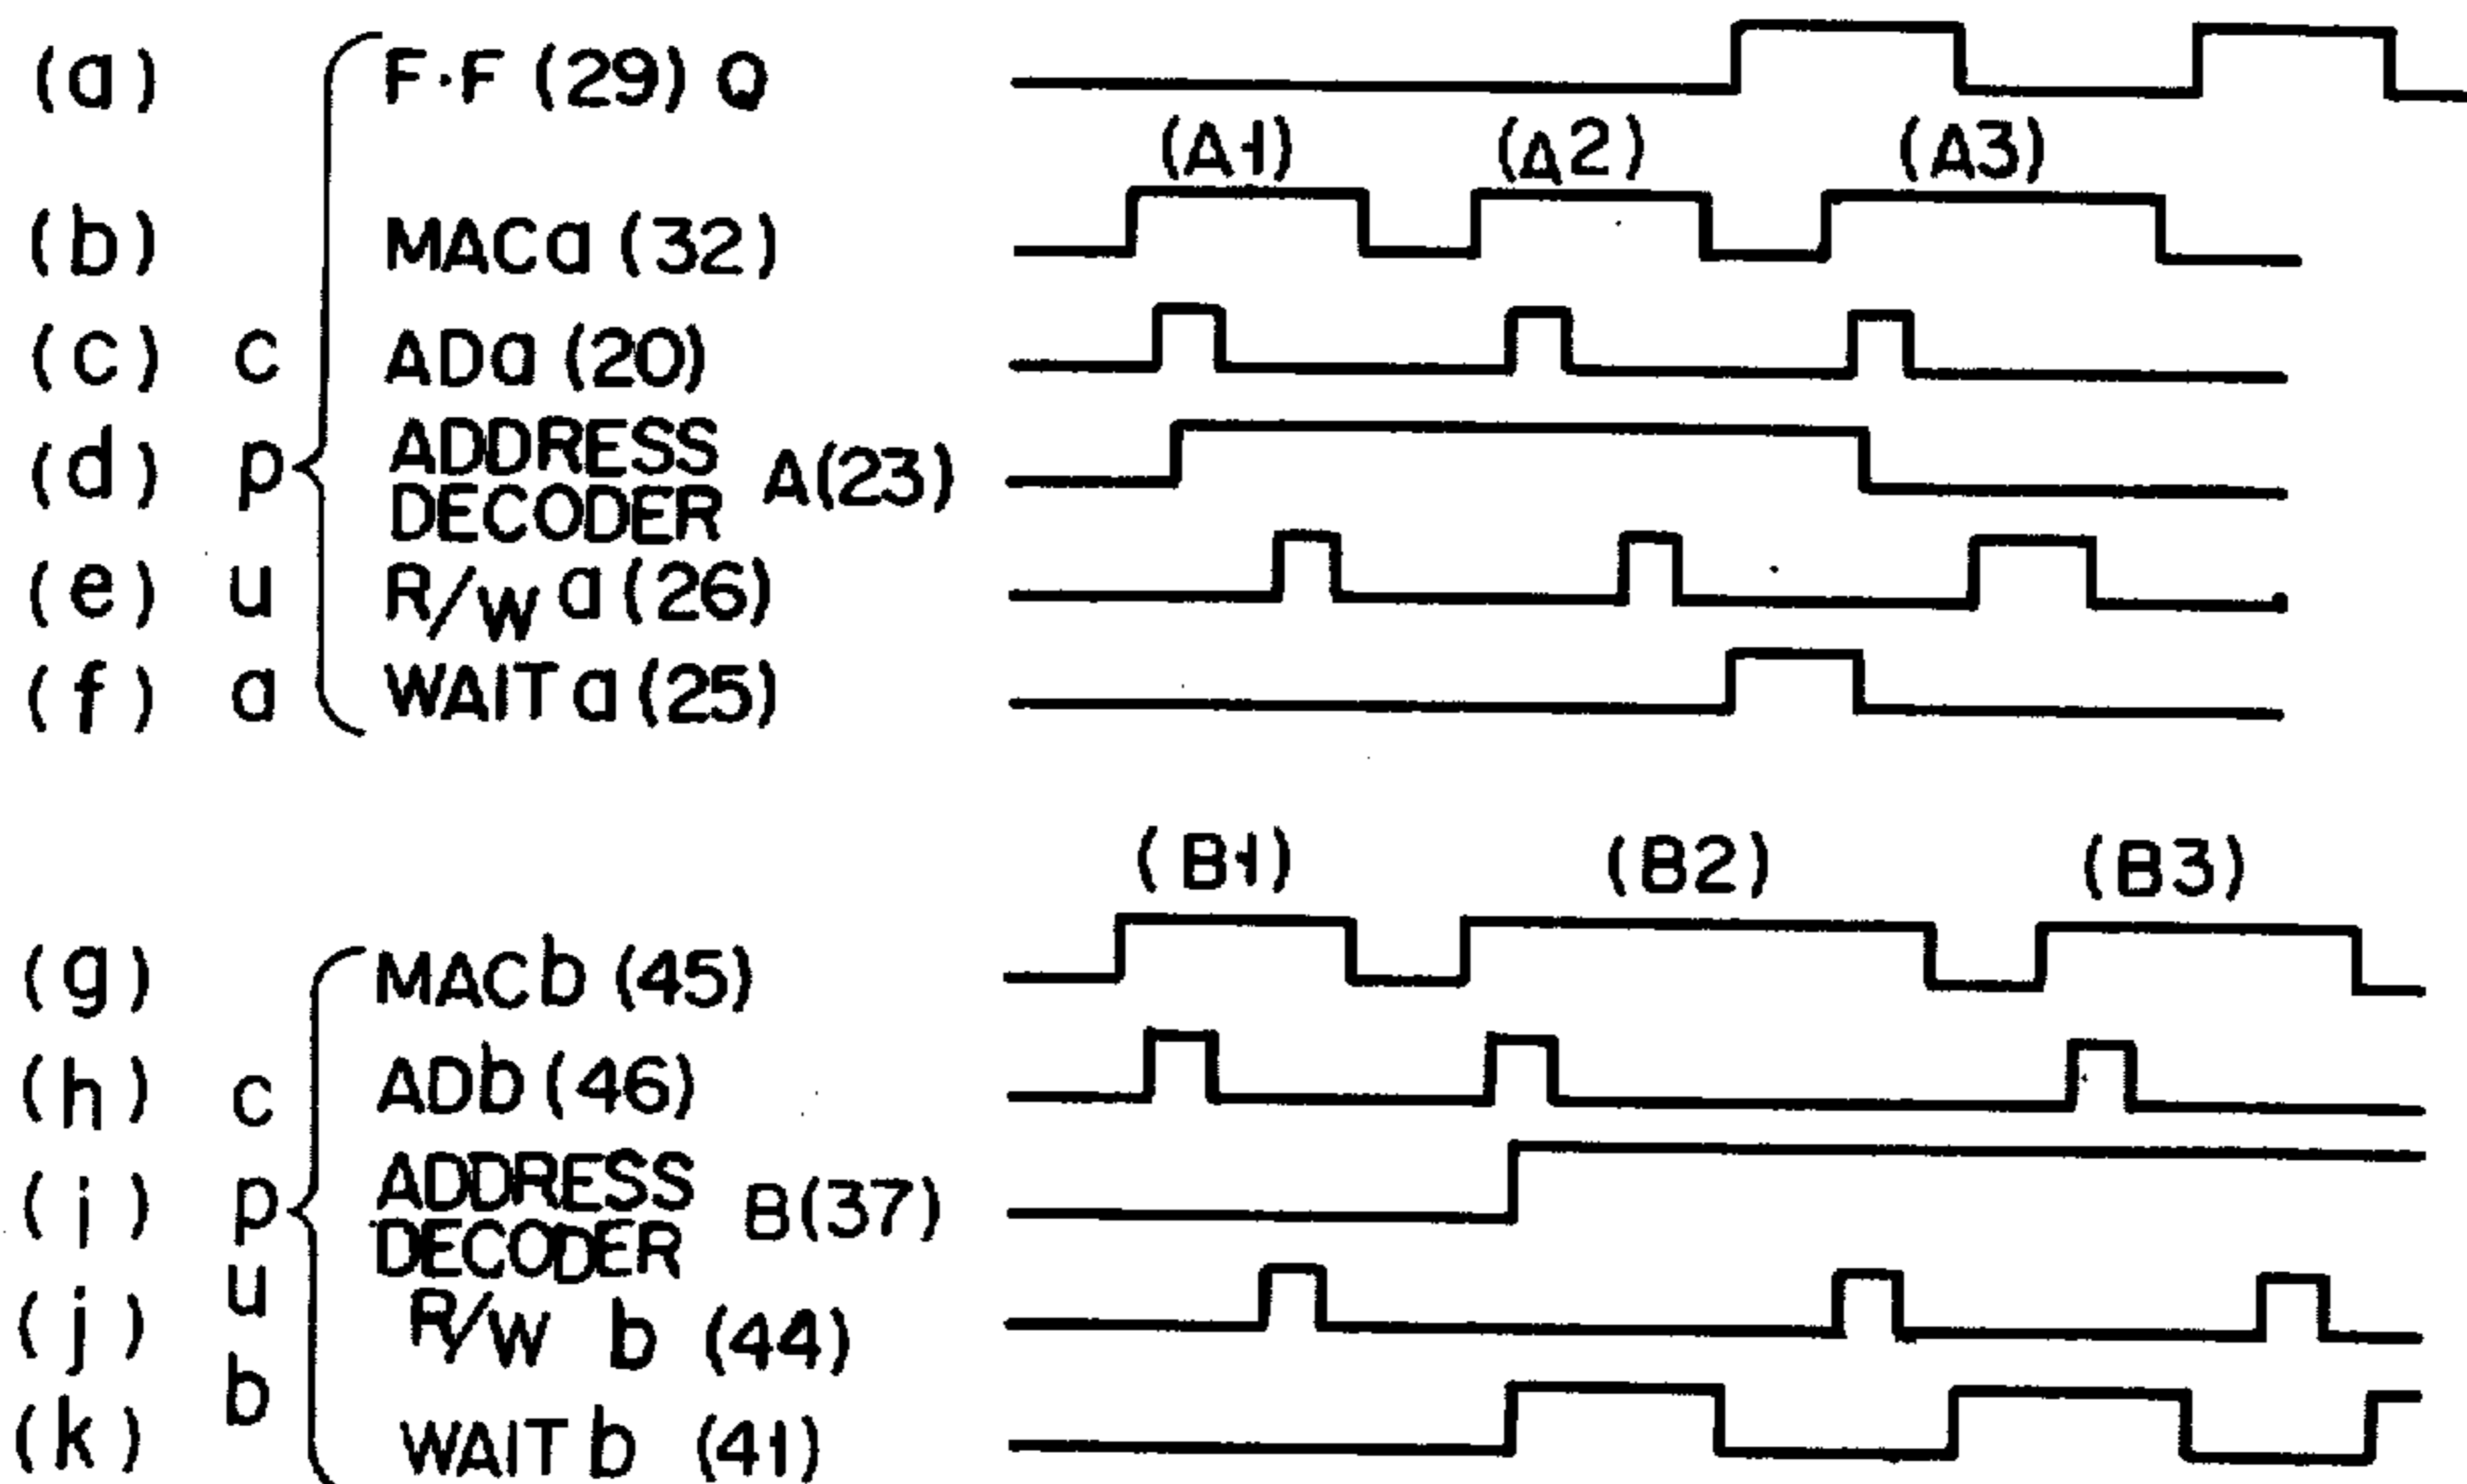 (a) F·F (29) Q
(A1) (A2) (A3)
(b) MACa (32)
(c) c ADa (20)
(d) p ADDRESS DECODER A(23)
(e) u R/W a (26)
(f) a WAIT a (25)
(B1) (B2) (B3)
(g) MACb (45)
(h) c ADb (46)
(i) p ADDRESS DECODER B(37)
(j) u R/W b (44)
(k) b WAIT b (41)